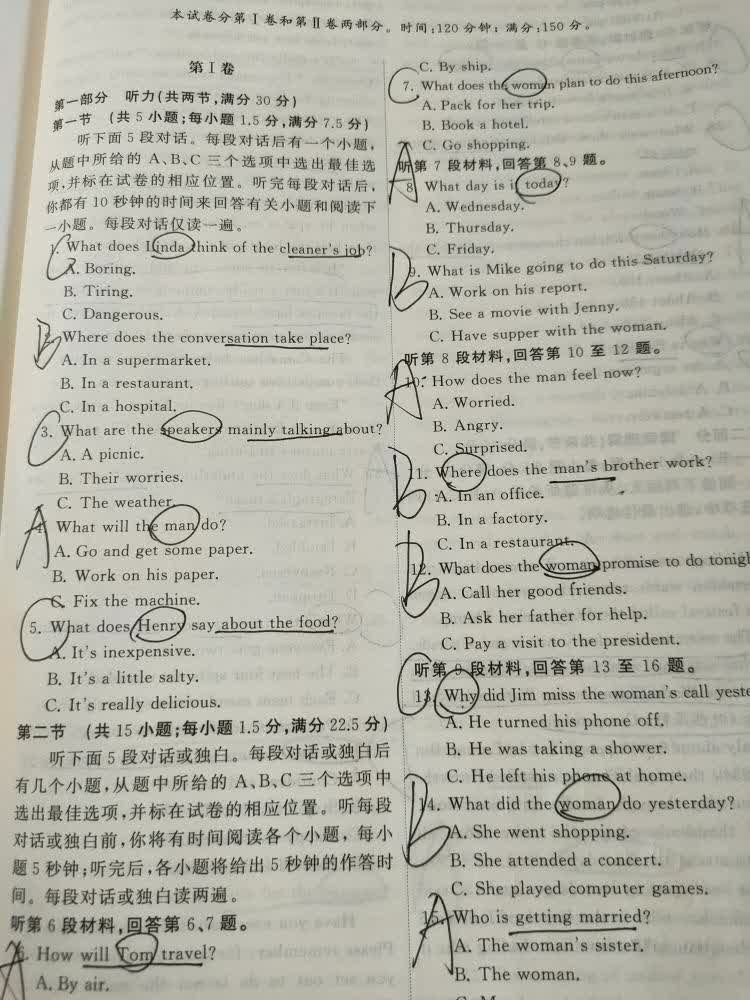 本试卷分第Ⅰ卷和第Ⅱ卷两部分。时间:120分钟;满分:150分。
第Ⅰ卷
第一部分 听力(共两节,满分30分)
第一节 (共5小题;每小题1.5分,满分7.5分)
听下面5段对话。每段对话后有一个小题,
从题中所给的A、B、C三个选项中选出最佳选
项,并标在试卷的相应位置。听完每段对话后,
你都有10秒钟的时间来回答有关小题和阅读下
一小题。每段对话仅读一遍。
C 1. What does Linda think of the cleaner's job?
A. Boring.
B. Tiring.
C. Dangerous.
B 2. Where does the conversation take place?
A. In a supermarket.
B. In a restaurant.
C. In a hospital.
C 3. What are the speakers mainly talking about?
A. A picnic.
B. Their worries.
C. The weather.
A 4. What will the man do?
A. Go and get some paper.
B. Work on his paper.
C. Fix the machine.
C 5. What does Henry say about the food?
A. It's inexpensive.
B. It's a little salty.
C. It's really delicious.
第二节 (共15小题;每小题1.5分,满分22.5分)
听下面5段对话或独白。每段对话或独白后
有几个小题,从题中所给的A、B、C三个选项中
选出最佳选项,并标在试卷的相应位置。听每段
对话或独白前,你将有时间阅读各个小题,每小
题5秒钟;听完后,各小题将给出5秒钟的作答时
间。每段对话或独白读两遍。
听第6段材料,回答第6、7题。
A 6. How will Tom travel?
A. By air.
C. By ship.
C 7. What does the woman plan to do this afternoon?
A. Pack for her trip.
B. Book a hotel.
C. Go shopping.
听第7段材料,回答第8、9题。
A 8. What day is it today?
A. Wednesday.
B. Thursday.
C. Friday.
B 9. What is Mike going to do this Saturday?
A. Work on his report.
B. See a movie with Jenny.
C. Have supper with the woman.
听第8段材料,回答第10至12题。
A 10. How does the man feel now?
A. Worried.
B. Angry.
C. Surprised.
B 11. Where does the man's brother work?
A. In an office.
B. In a factory.
C. In a restaurant.
B 12. What does the woman promise to do tonigh
A. Call her good friends.
B. Ask her father for help.
C. Pay a visit to the president.
听第9段材料,回答第13至16题。
C 13. Why did Jim miss the woman's call yeste
A. He turned his phone off.
B. He was taking a shower.
C. He left his phone at home.
B 14. What did the woman do yesterday?
A. She went shopping.
B. She attended a concert.
C. She played computer games.
A 15. Who is getting married?
A. The woman's sister.
B. The woman.